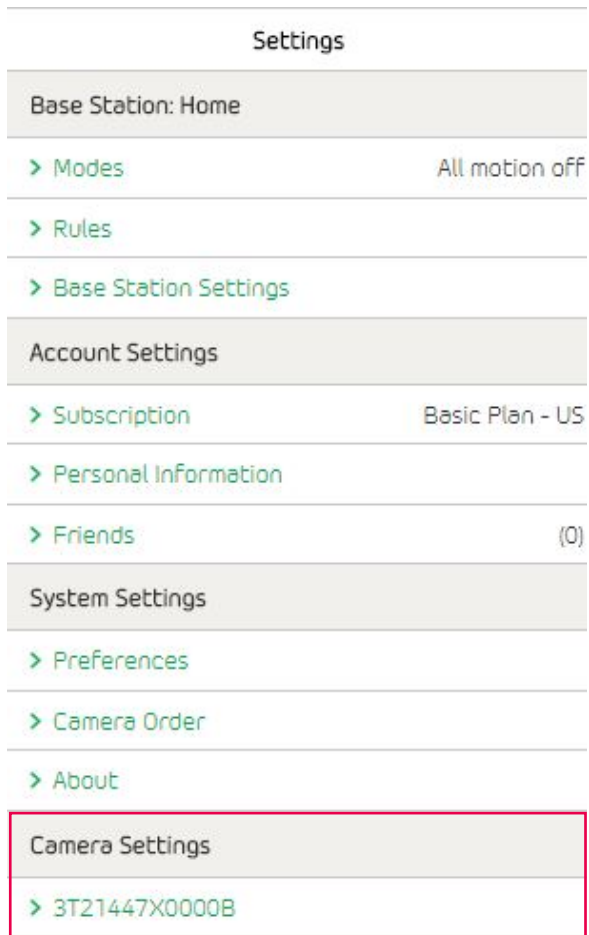 Settings
Base Station: Home
> Modes All motion off
> Rules
> Base Station Settings
Account Settings
> Subscription Basic Plan - US
> Personal Information
> Friends (0)
System Settings
> Preferences
> Camera Order
> About
Camera Settings
> 3T21447X0000B